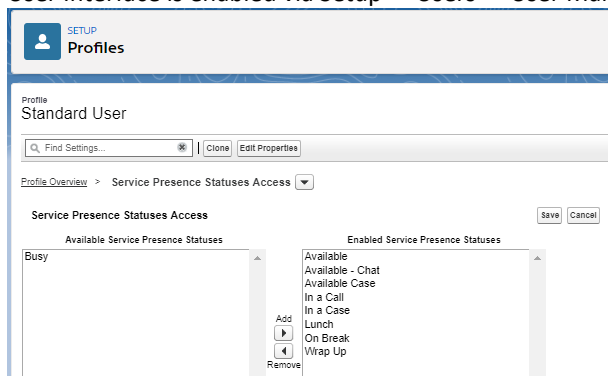 SETUP
Profiles
Profile
Standard User
Find Settings...
Clone
Edit Properties
Profile Overview > Service Presence Statuses Access
Service Presence Statuses Access
Save
Cancel
Available Service Presence Statuses
Busy
Add
Remove
Enabled Service Presence Statuses
Available
Available - Chat
Available Case
In a Call
In a Case
Lunch
On Break
Wrap Up